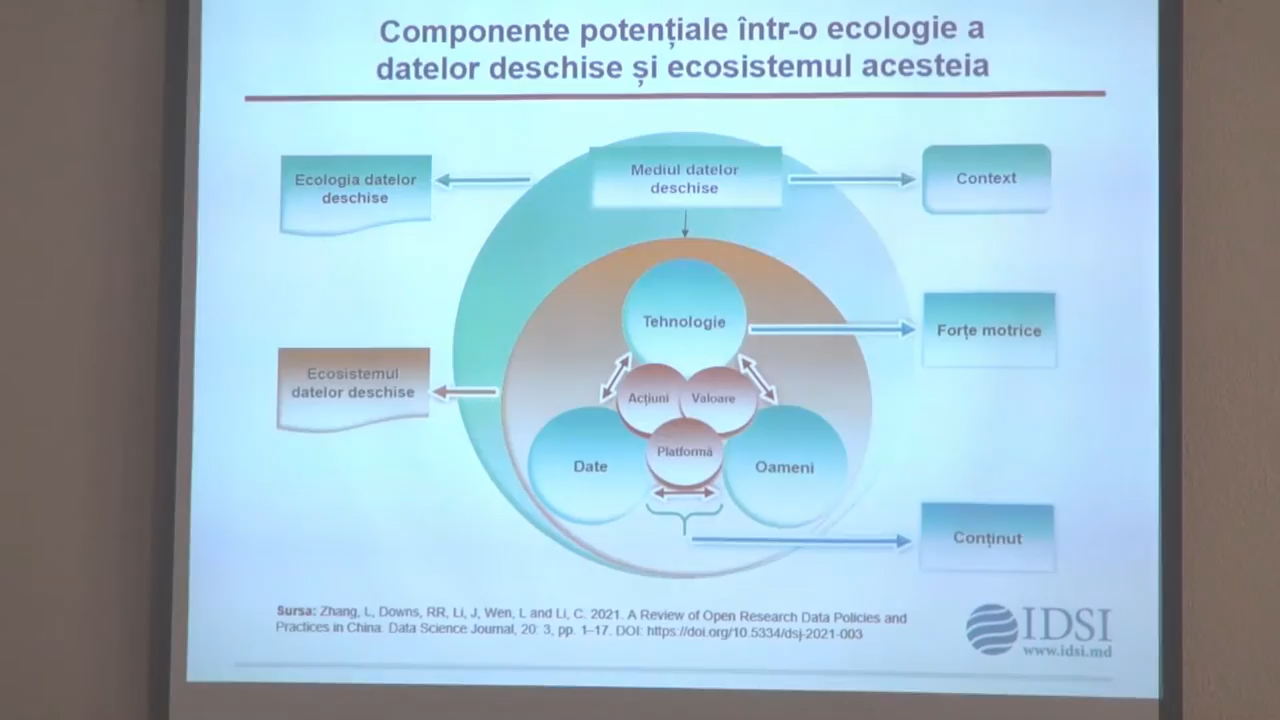 Componente potențiale într-o ecologie a
datelor deschise și ecosistemul acesteia
Ecologia datelor
deschise
Mediul datelor
deschise
Context
Tehnologie
Forțe motrice
Ecosistemul
datelor deschise
Acțiuni
Valoare
Platformă
Date
Oameni
Conținut
Sursa: Zhang, L, Downs, RR, Li, J, Wen, L and Li, C. 2021. A Review of Open Research Data Policies and
Practices in China. Data Science Journal, 20: 3, pp. 1–17. DOI: https://doi.org/10.5334/dsj-2021-003
IDSI
www.idsi.md